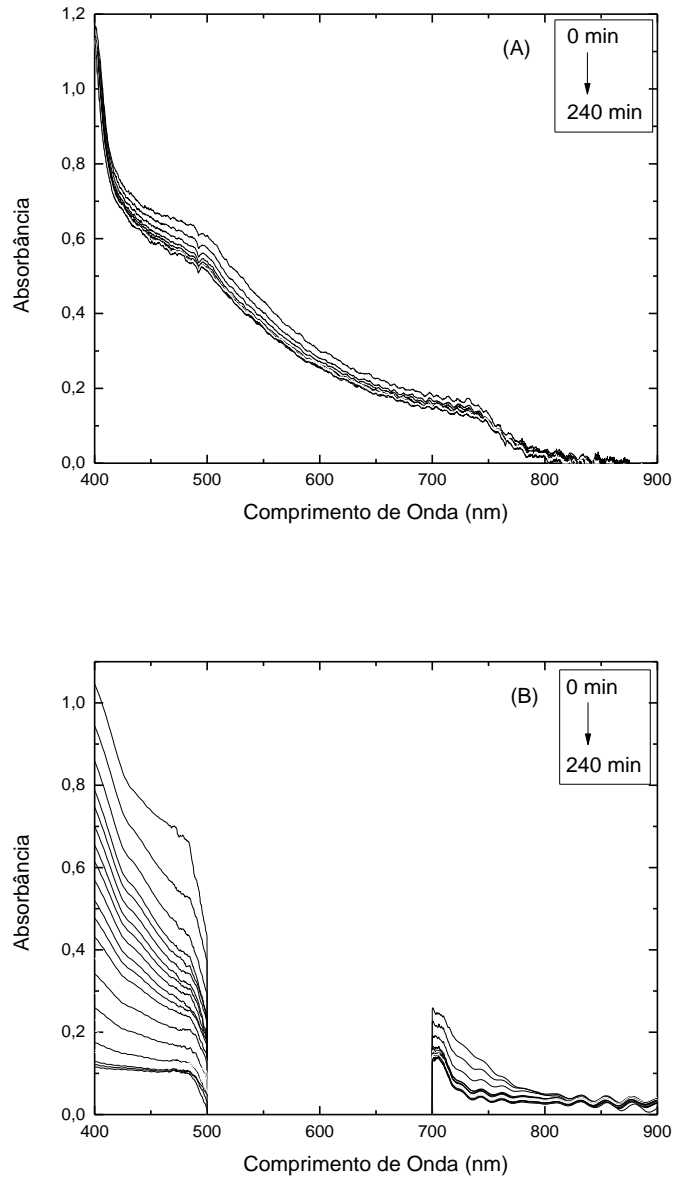 1,2
(A)
0 min
240 min
1,0
0,8
0,6
0,4
0,2
0,0
Absorbância
400 500 600 700 800 900
Comprimento de Onda (nm)
(B)
0 min
240 min
1,0
0,8
0,6
0,4
0,2
0,0
Absorbância
400 500 600 700 800 900
Comprimento de Onda (nm)